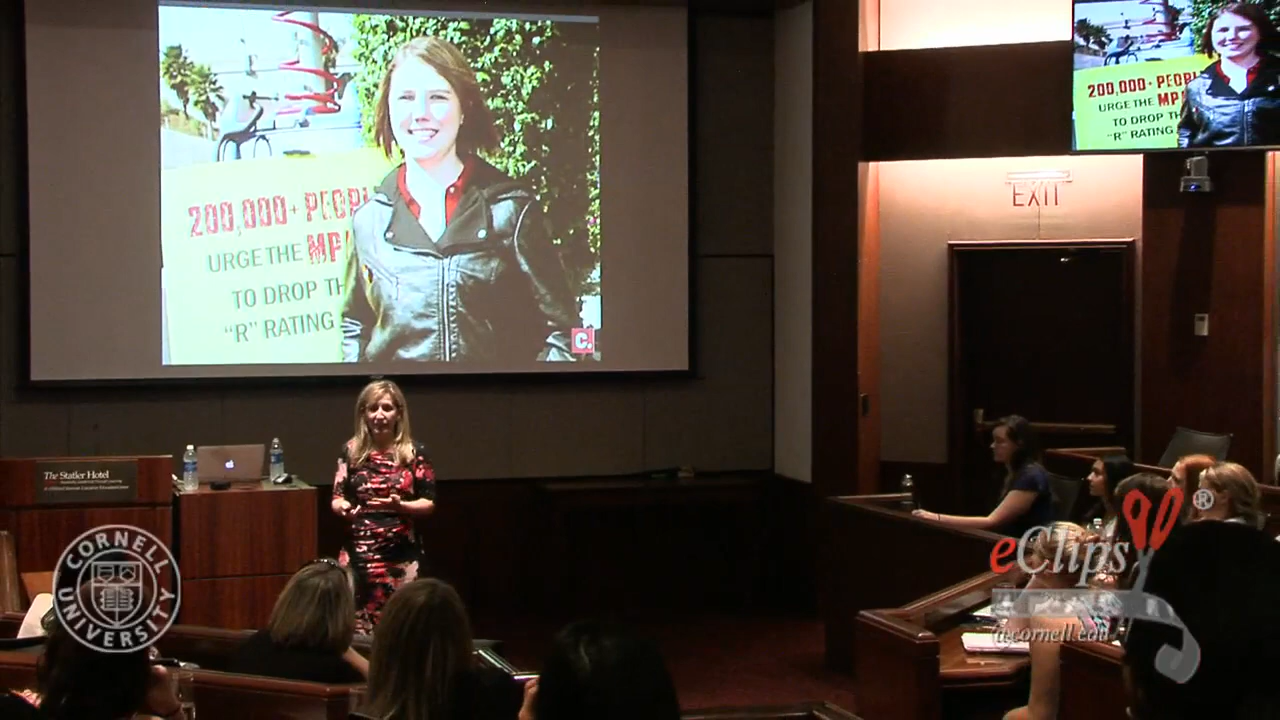 200,000+ PEOPL
URGE THE MP
TO DROP TH
"R" RATING
c.
200,000+ PEOPL
URGE THE MPA
TO DROP TH
"R" RATING
EXIT
The Statler Hotel
CORNELL
UNIVERSITY
eClips®
@cornell.edu